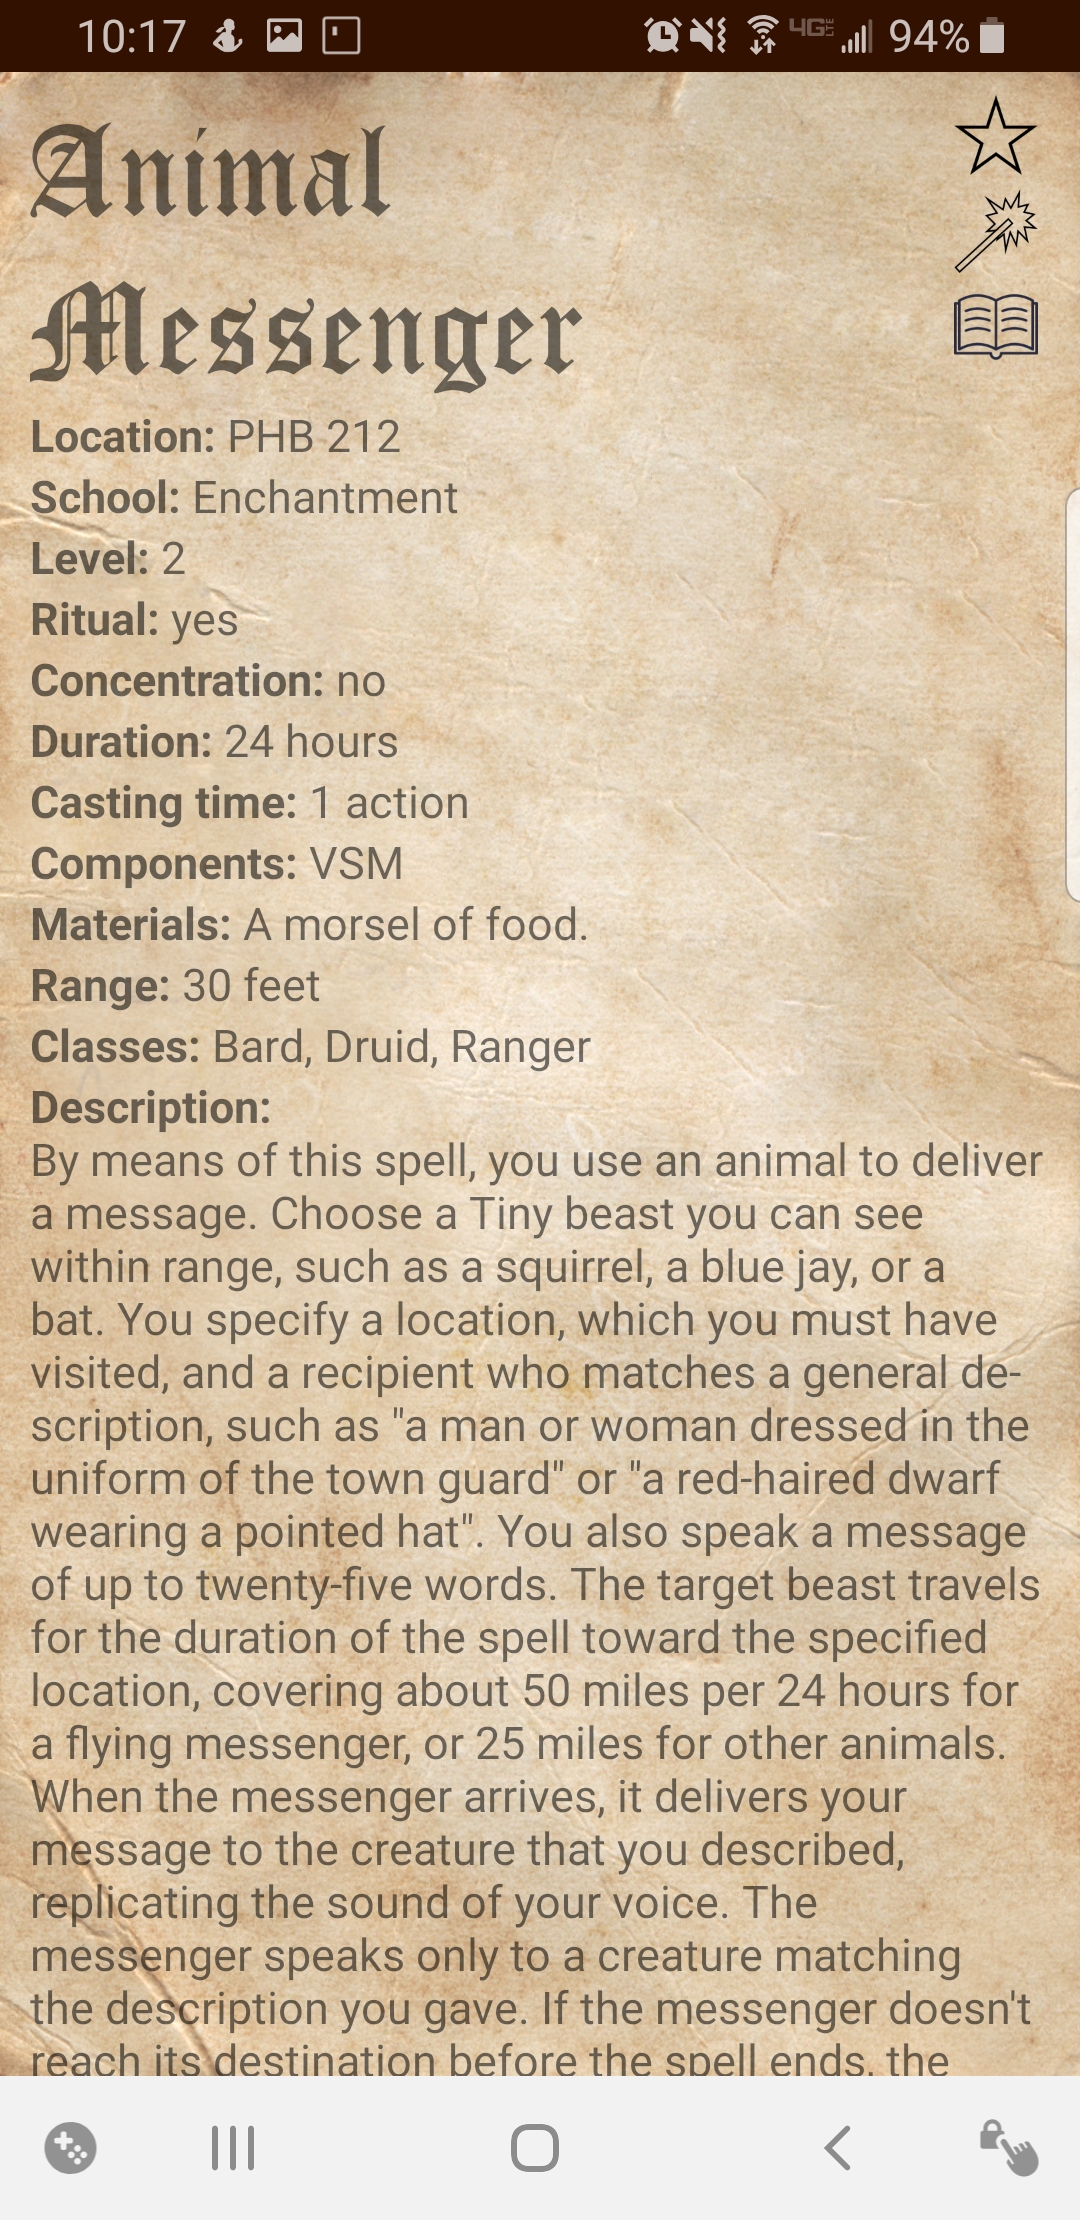 10:17
4G LTE 94%
Animal
Messenger
Location: PHB 212
School: Enchantment
Level: 2
Ritual: yes
Concentration: no
Duration: 24 hours
Casting time: 1 action
Components: VSM
Materials: A morsel of food.
Range: 30 feet
Classes: Bard, Druid, Ranger
Description:
By means of this spell, you use an animal to deliver
a message. Choose a Tiny beast you can see
within range, such as a squirrel, a blue jay, or a
bat. You specify a location, which you must have
visited, and a recipient who matches a general de-
scription, such as "a man or woman dressed in the
uniform of the town guard" or "a red-haired dwarf
wearing a pointed hat". You also speak a message
of up to twenty-five words. The target beast travels
for the duration of the spell toward the specified
location, covering about 50 miles per 24 hours for
a flying messenger, or 25 miles for other animals.
When the messenger arrives, it delivers your
message to the creature that you described,
replicating the sound of your voice. The
messenger speaks only to a creature matching
the description you gave. If the messenger doesn't
reach its destination before the spell ends, the